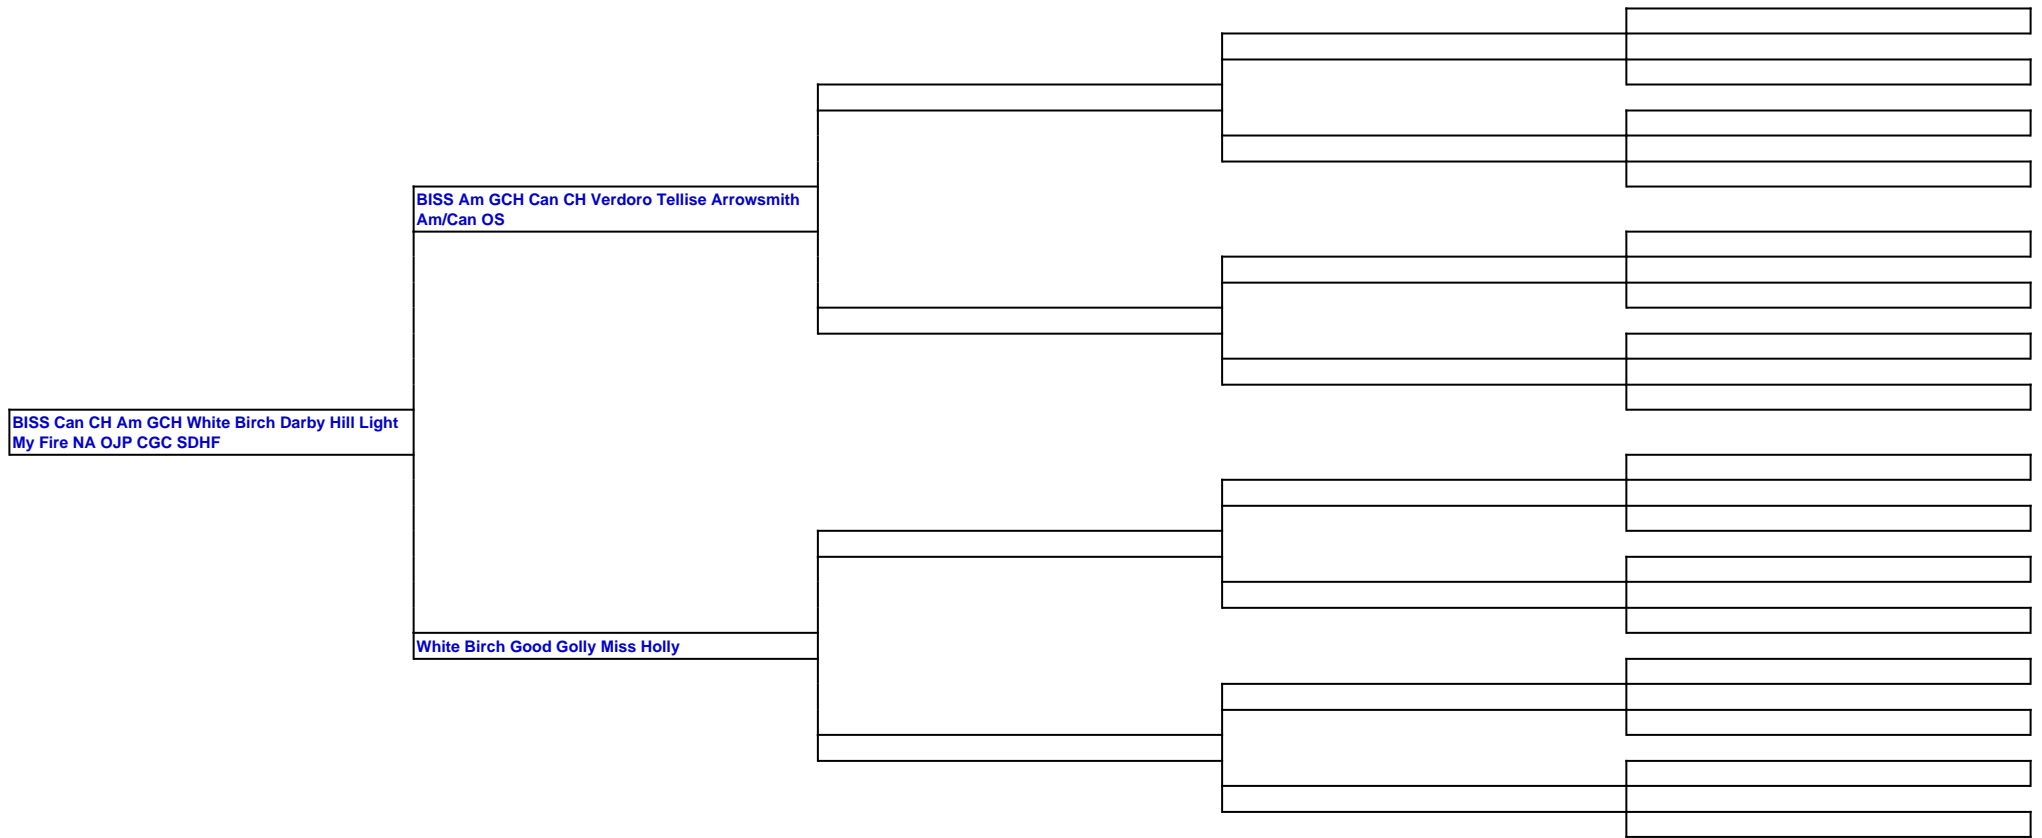 BISS Am GCH Can CH Verdoro Tellise Arrowsmith
Am/Can OS
BISS Can CH Am GCH White Birch Darby Hill Light
My Fire NA OJP CGC SDHF
White Birch Good Golly Miss Holly